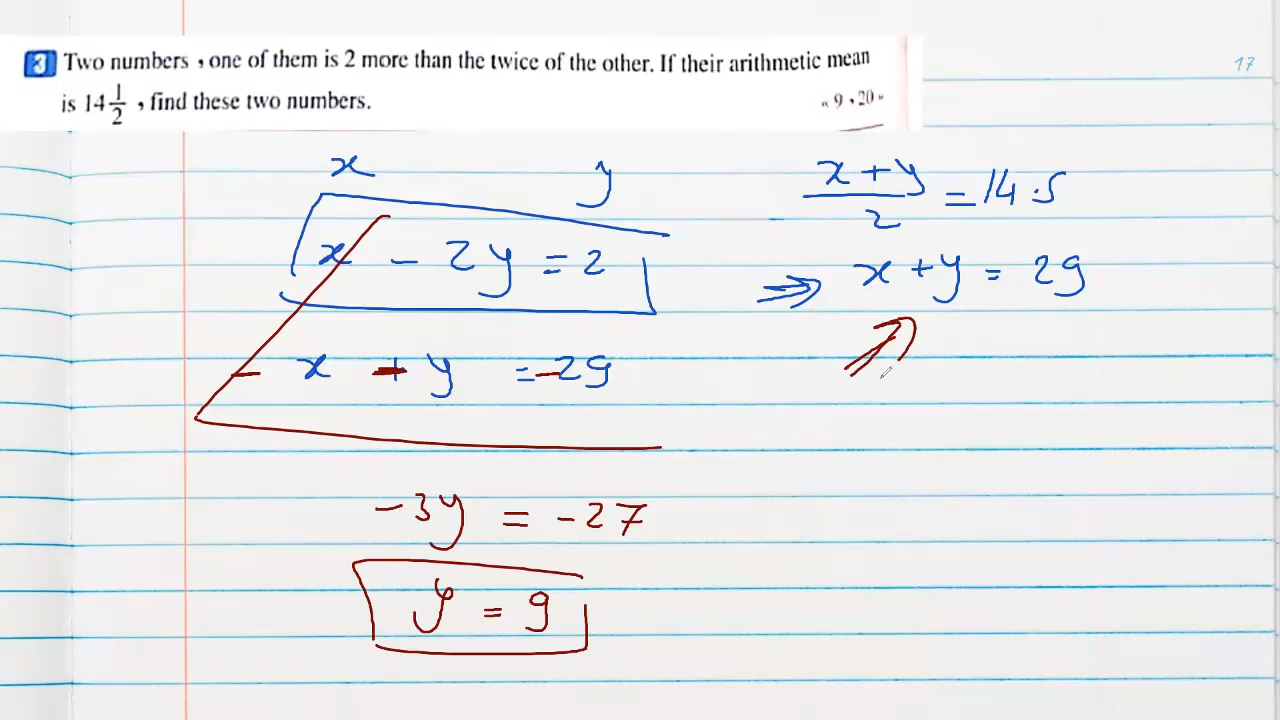 3 Two numbers , one of them is 2 more than the twice of the other. If their arithmetic mean
is 14 1/2 , find these two numbers.
« 9 , 20 »
17
x y
x - 2y = 2
- x - y = -29
-3y = -27
y = 9
x + y / 2 = 14.5
⇒ x + y = 29